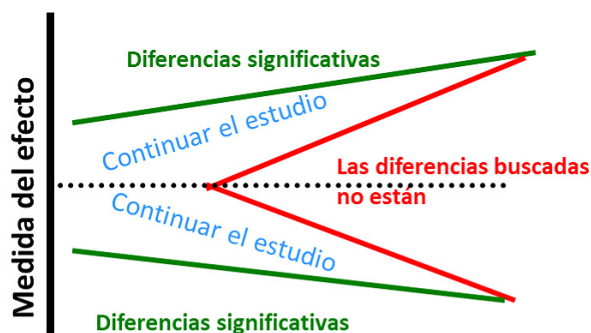 Medida del efecto
Diferencias significativas
Continuar el estudio
Las diferencias buscadas
no están
Continuar el estudio
Diferencias significativas